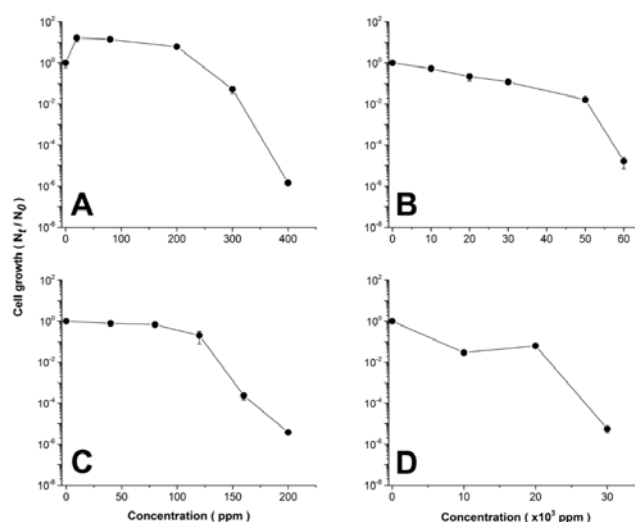 10²
10⁰
10⁻²
10⁻⁴
10⁻⁶
10⁻⁸
A
0 100 200 300 400
10²
10⁰
10⁻²
10⁻⁴
10⁻⁶
10⁻⁸
B
0 10 20 30 40 50 60
Cell growth ( Nt / N0 )
10²
10⁰
10⁻²
10⁻⁴
10⁻⁶
10⁻⁸
C
0 50 100 150 200
Concentration ( ppm )
10²
10⁰
10⁻²
10⁻⁴
10⁻⁶
10⁻⁸
D
0 10 20 30
Concentration ( x10³ ppm )